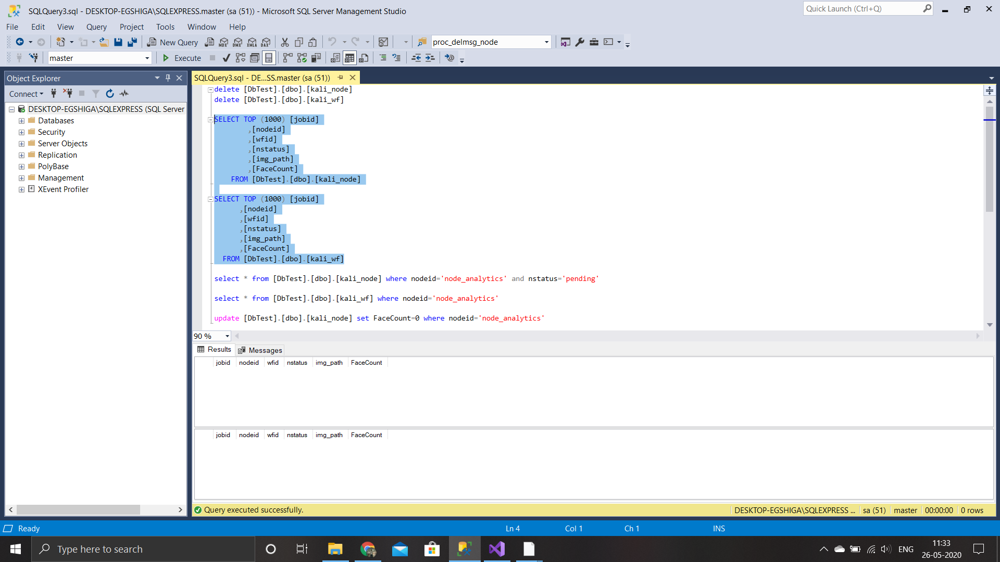 SQLQuery3.sql - DESKTOP-EGSHIGA\SQLEXPRESS.master (sa (51)) - Microsoft SQL Server Management Studio
Quick Launch (Ctrl+Q)
File Edit View Query Project Tools Window Help
New Query
MDX DMX XMLA DAX
proc_delmsg_node
master
Execute
Object Explorer
SQLQuery3.sql - DE...SS.master (sa (51))
Connect
DESKTOP-EGSHIGA\SQLEXPRESS (SQL Server
Databases
Security
Server Objects
Replication
PolyBase
Management
XEvent Profiler
delete [DbTest].[dbo].[kali_node]
delete [DbTest].[dbo].[kali_wf]
SELECT TOP (1000) [jobid]
,[nodeid]
,[wfid]
,[nstatus]
,[img_path]
,[FaceCount]
FROM [DbTest].[dbo].[kali_node]
SELECT TOP (1000) [jobid]
,[nodeid]
,[wfid]
,[nstatus]
,[img_path]
,[FaceCount]
FROM [DbTest].[dbo].[kali_wf]
select * from [DbTest].[dbo].[kali_node] where nodeid='node_analytics' and nstatus='pending'
select * from [DbTest].[dbo].[kali_wf] where nodeid='node_analytics'
update [DbTest].[dbo].[kali_node] set FaceCount=0 where nodeid='node_analytics'
90 %
Results Messages
jobid nodeid wfid nstatus img_path FaceCount
jobid nodeid wfid nstatus img_path FaceCount
Query executed successfully.
DESKTOP-EGSHIGA\SQLEXPRESS ... sa (51) master 00:00:00 0 rows
Ready
Ln 4 Col 1 Ch 1 INS
Type here to search
ENG
11:33
26-05-2020